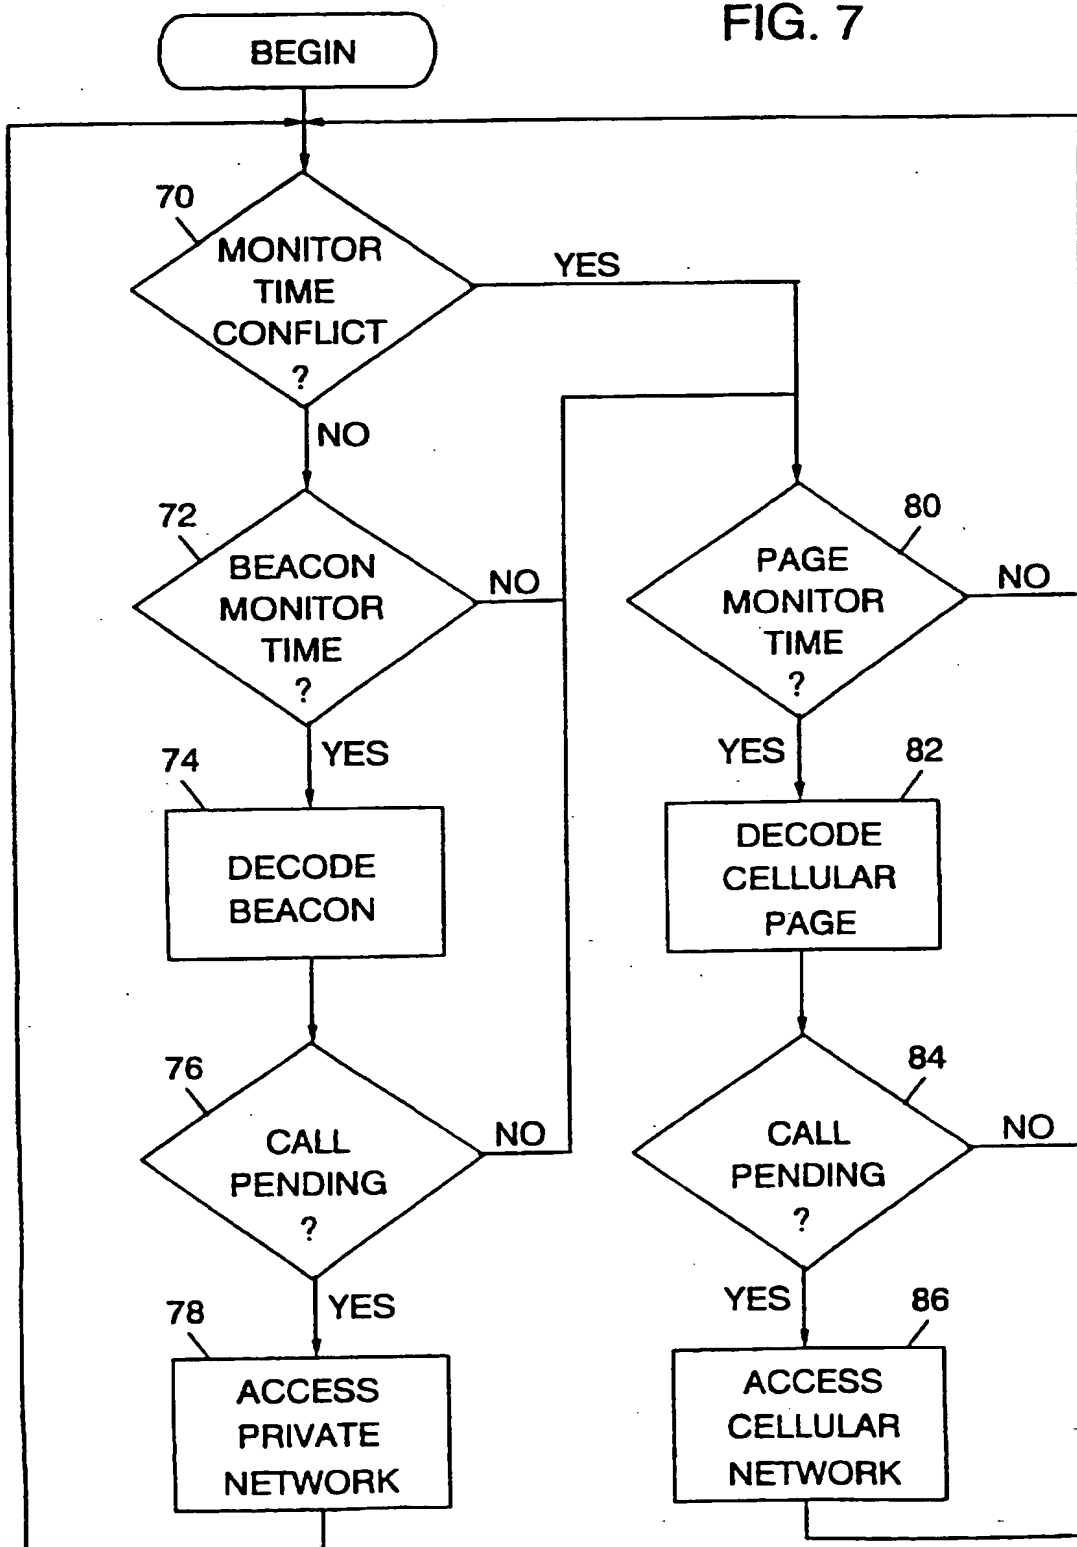 FIG. 7
BEGIN
70
MONITOR
TIME
CONFLICT
?
YES
NO
72
BEACON
MONITOR
TIME
?
NO
YES
80
PAGE
MONITOR
TIME
?
NO
YES
74
DECODE
BEACON
82
DECODE
CELLULAR
PAGE
76
CALL
PENDING
?
NO
YES
84
CALL
PENDING
?
NO
YES
78
ACCESS
PRIVATE
NETWORK
86
ACCESS
CELLULAR
NETWORK